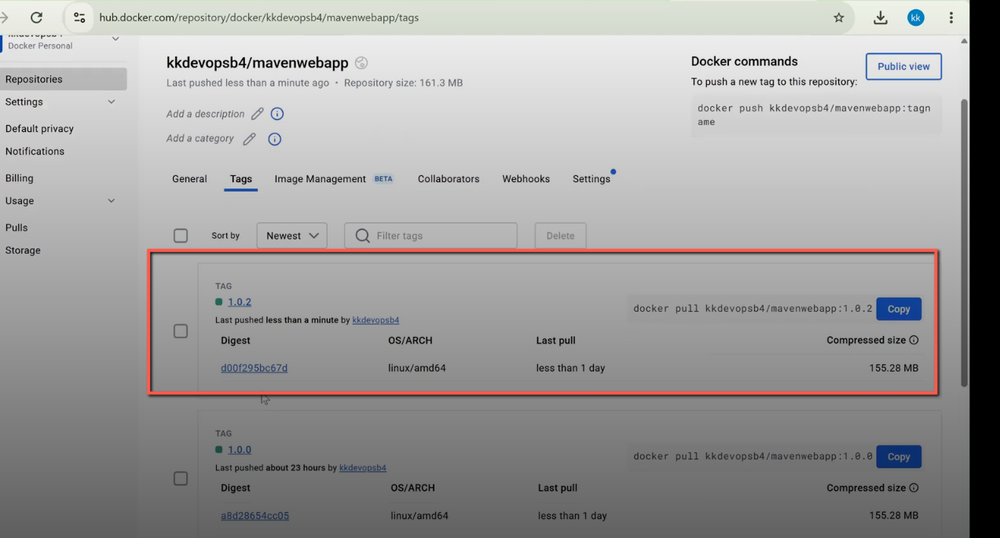 hub.docker.com/repository/docker/kkdevopsb4/mavenwebapp/tags
kk
Docker Personal
Repositories
Settings
Default privacy
Notifications
Billing
Usage
Pulls
Storage
kkdevopsb4/mavenwebapp
Last pushed less than a minute ago • Repository size: 161.3 MB
Add a description
Add a category
Docker commands
Public view
To push a new tag to this repository:
docker push kkdevopsb4/mavenwebapp:tagn
ame
General Tags Image Management BETA Collaborators Webhooks Settings
Sort by Newest Filter tags Delete
TAG
1.0.2
Last pushed less than a minute by kkdevopsb4
docker pull kkdevopsb4/mavenwebapp:1.0.2 Copy
Digest OS/ARCH Last pull Compressed size
d00f295bc67d linux/amd64 less than 1 day 155.28 MB
TAG
1.0.0
Last pushed about 23 hours by kkdevopsb4
docker pull kkdevopsb4/mavenwebapp:1.0.0 Copy
Digest OS/ARCH Last pull Compressed size
a8d28654cc05 linux/amd64 less than 1 day 155.28 MB